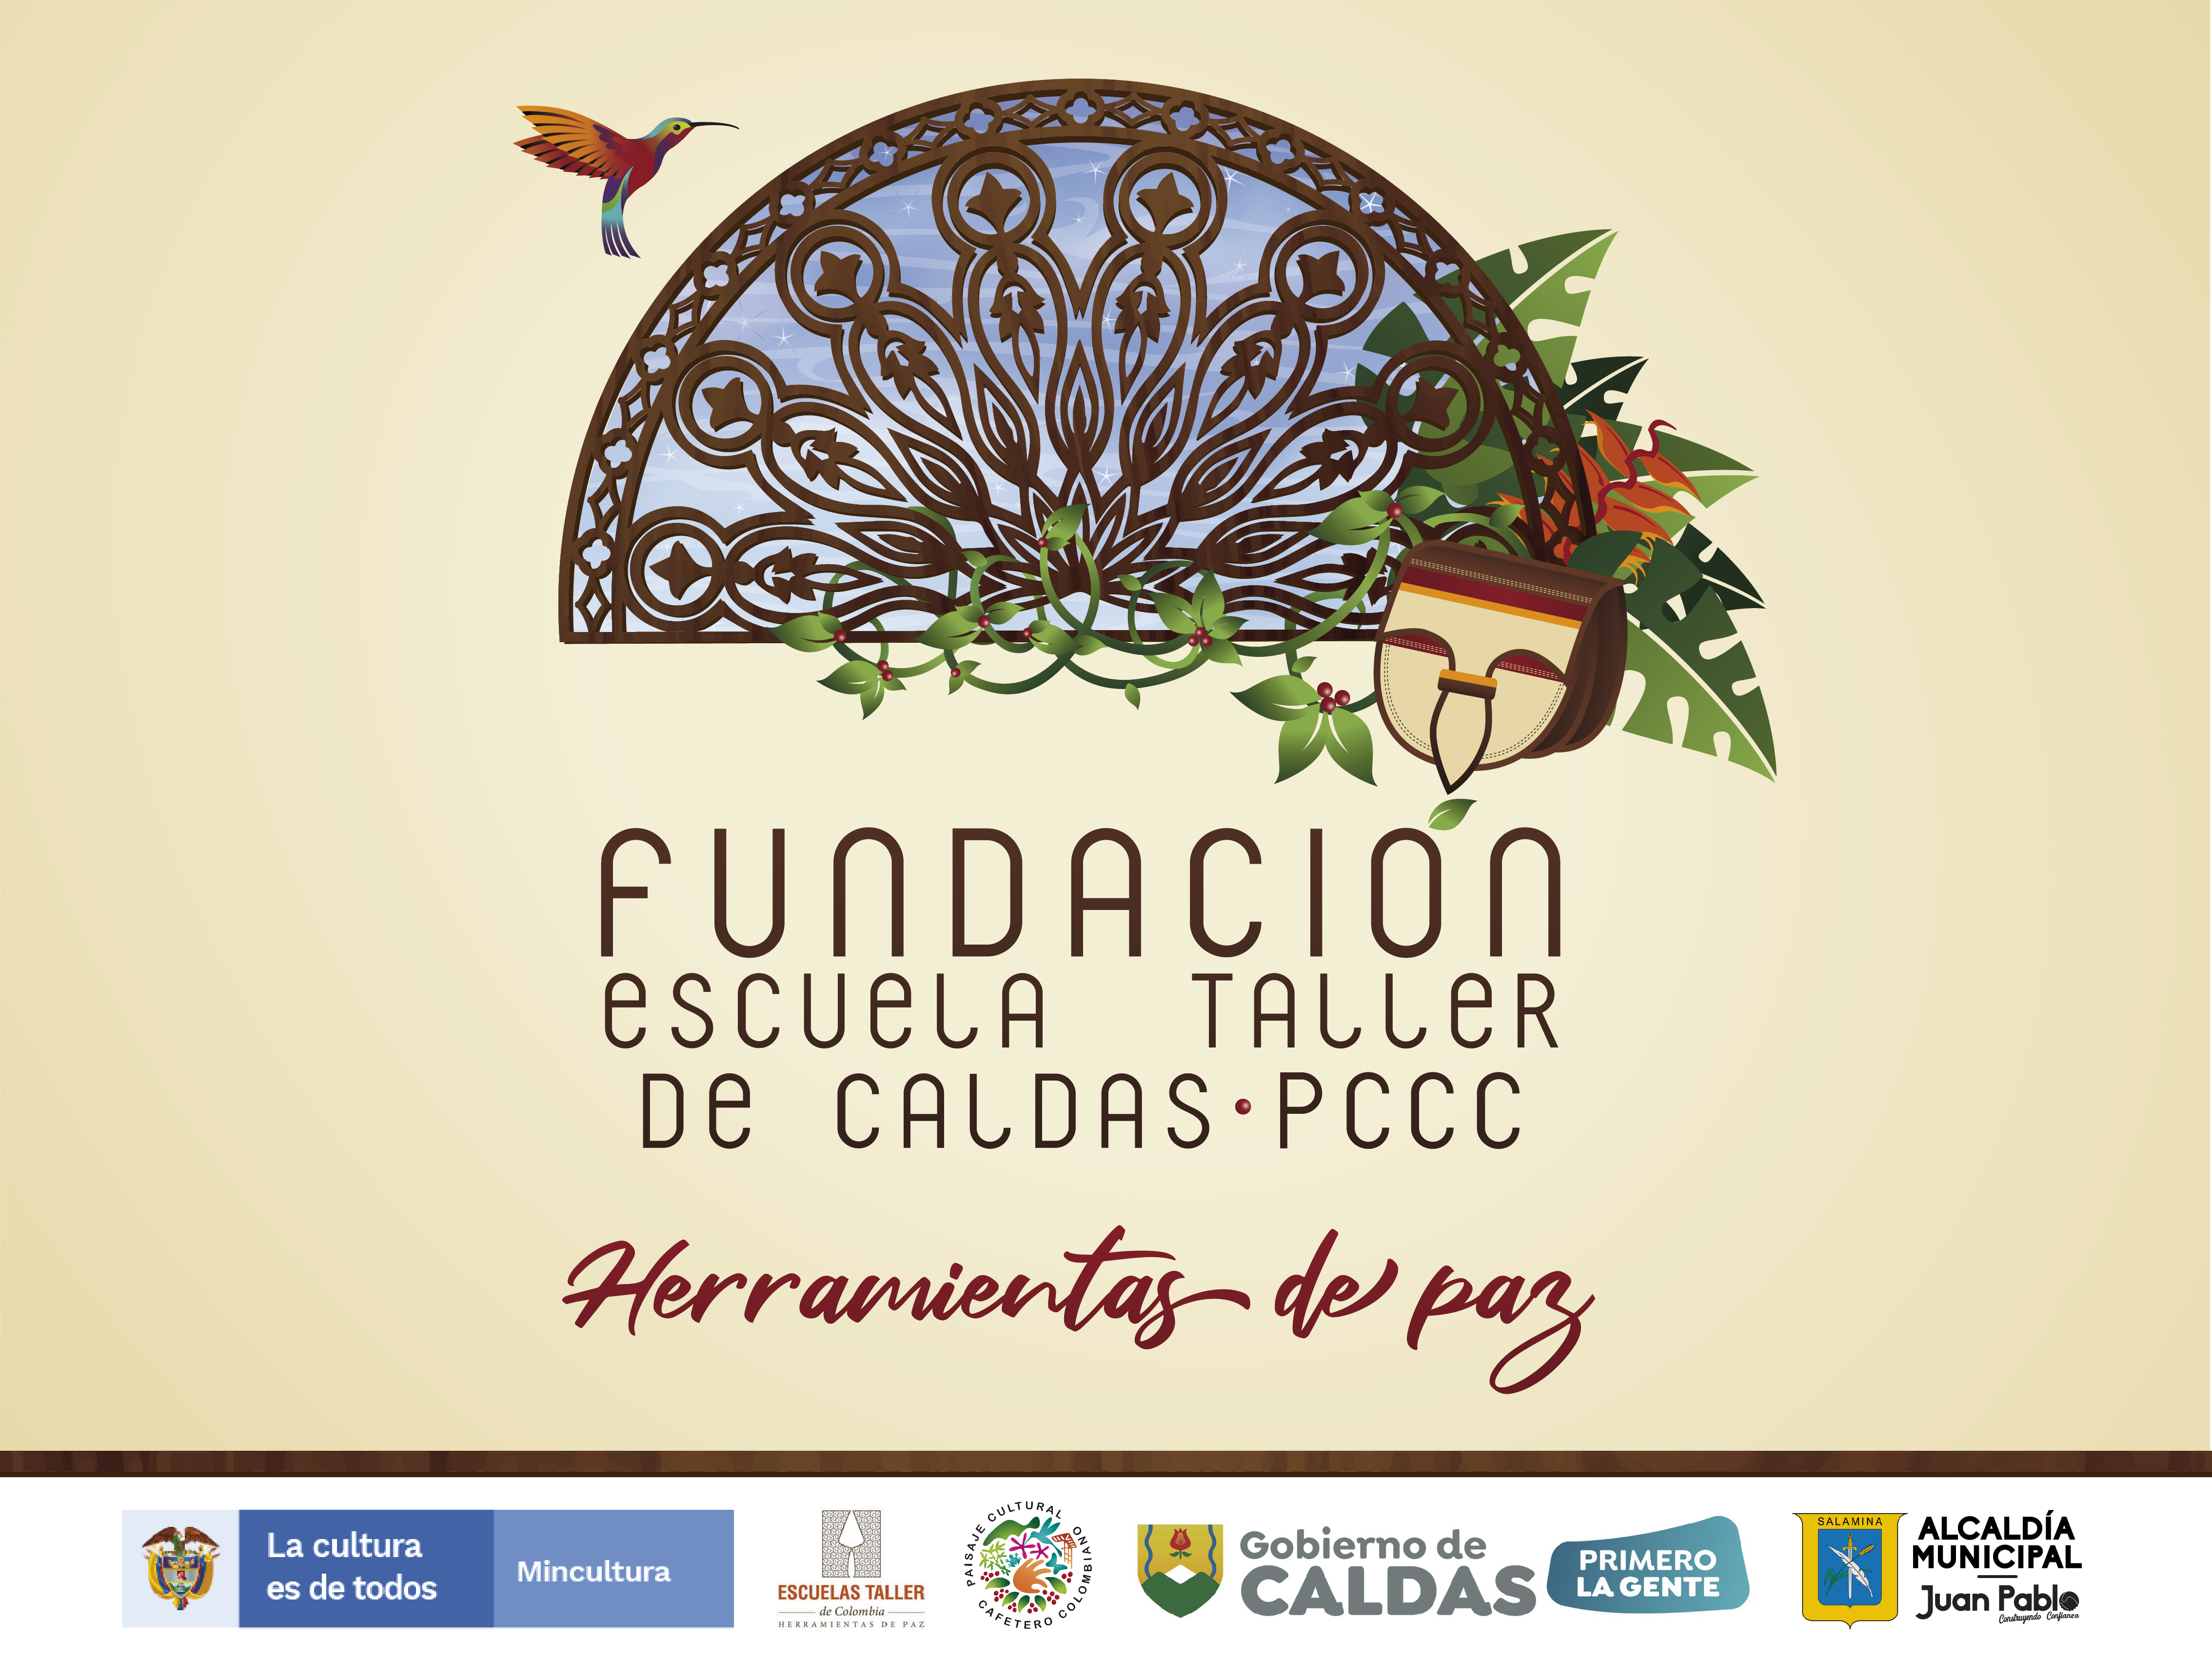 FUNDACIÓN
ESCUELA TALLER
DE CALDAS·PCCC
Herramientas de paz
La cultura
es de todos
Mincultura
ESCUELAS TALLER
de Colombia
HERRAMIENTAS DE PAZ
PAISAJE CULTURAL
CAFETERO COLOMBIANO
Gobierno de
CALDAS
PRIMERO
LA GENTE
SALAMINA
ALCALDÍA
MUNICIPAL
Juan Pablo
Construyendo Confianza